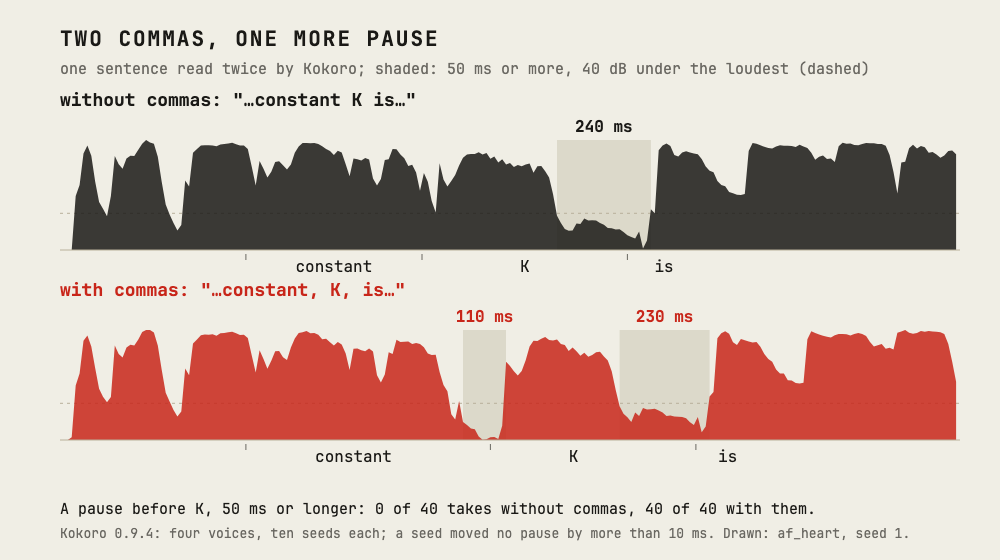 TWO COMMAS, ONE MORE PAUSE
one sentence read twice by Kokoro; shaded: 50 ms or more, 40 dB under the loudest (dashed)
without commas: "…constant K is…"
240 ms
constant K is
with commas: "…constant, K, is…"
110 ms 230 ms
constant K is
A pause before K, 50 ms or longer: 0 of 40 takes without commas, 40 of 40 with them.
Kokoro 0.9.4: four voices, ten seeds each; a seed moved no pause by more than 10 ms. Drawn: af_heart, seed 1.